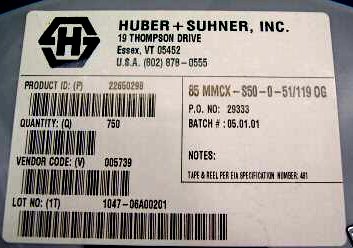 HUBER+SUHNER, INC.
19 THOMPSON DRIVE
Essex, VT 05452
U.S.A. (802) 878-0555
PRODUCT ID: (P) 22650298
85 MMCX-S50-0-51/119 OG
P.O. NO: 29333
QUANTITY: (Q) 750
BATCH #: 05.01.01
VENDOR CODE: (V) 005739
NOTES:
TAPE & REEL PER EIA SPECIFICATION NUMBER: 481
LOT NO: (1T) 1047-06A00201